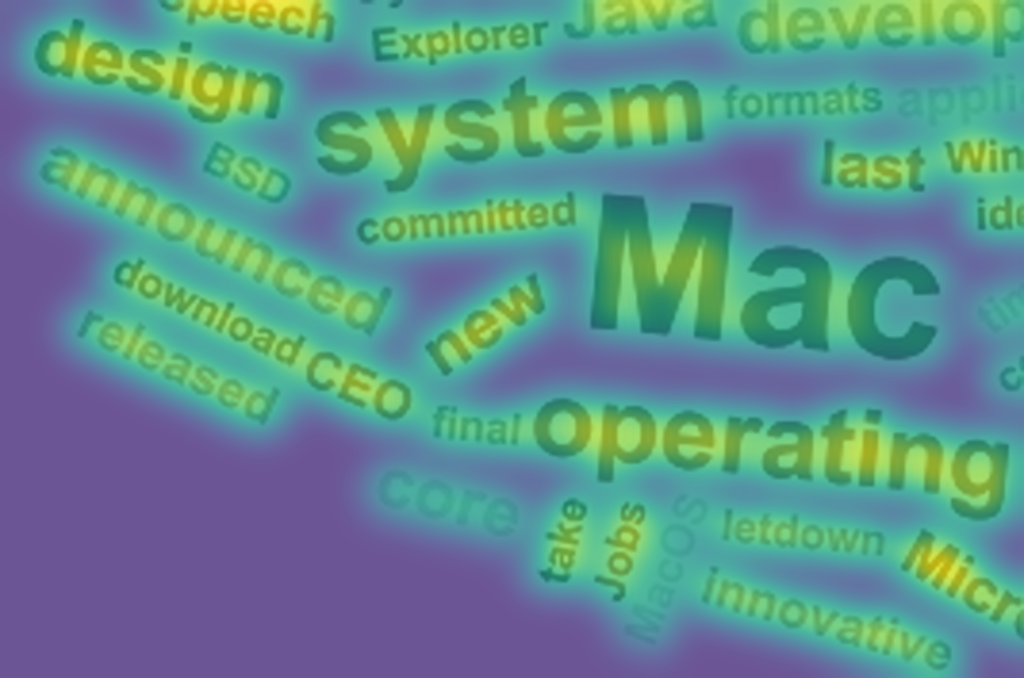 speech
Explorer
Java
develop
design
system
formats
appli
last
Win
BSD
announced
committed
Mac
ide
download
released
CEO
new
final
operating
core
take
Jobs
MacOS
letdown
innovative
Micro